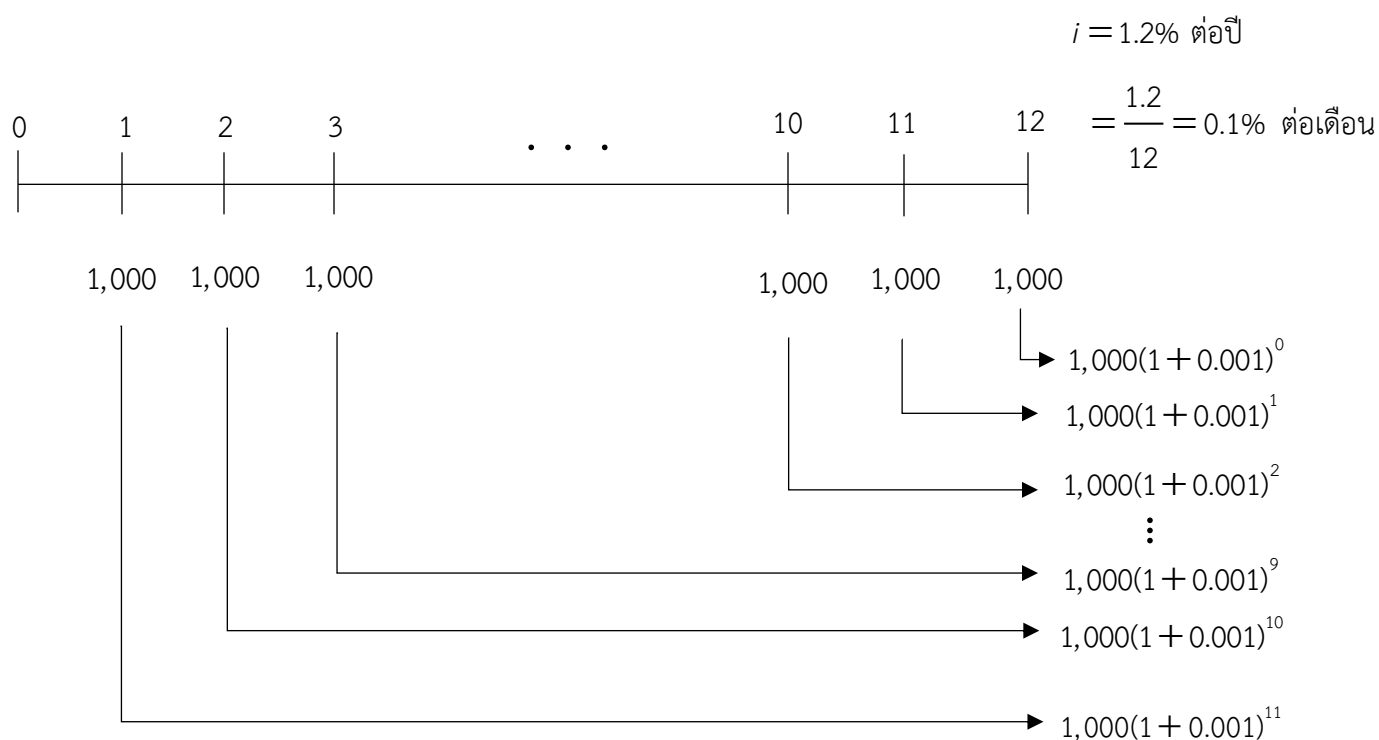 i = 1.2% ต่อปี
= 1.2/12 = 0.1% ต่อเดือน
0 1 2 3 . . . 10 11 12
1,000 1,000 1,000 1,000 1,000 1,000
1,000(1 + 0.001)^0
1,000(1 + 0.001)^1
1,000(1 + 0.001)^2
⋮
1,000(1 + 0.001)^9
1,000(1 + 0.001)^10
1,000(1 + 0.001)^11